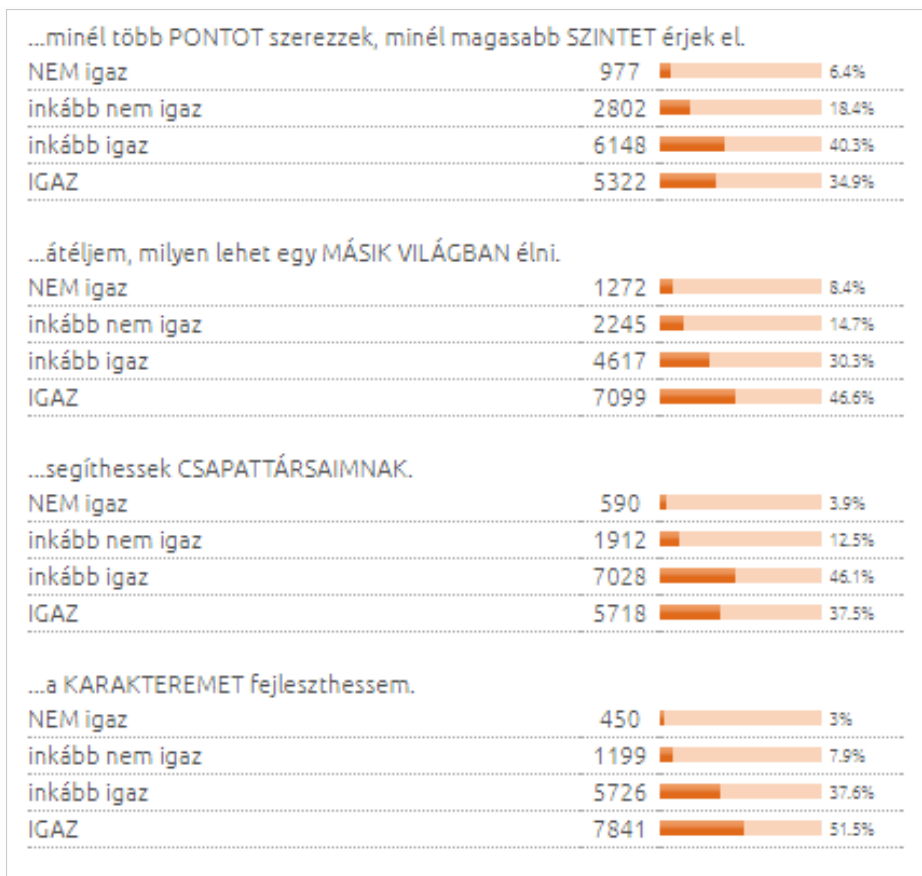 ...minél több PONTOT szerezzek, minél magasabb SZINTET érjek el.
NEM igaz 977 6.4%
inkább nem igaz 2802 18.4%
inkább igaz 6148 40.3%
IGAZ 5322 34.9%
...átéljem, milyen lehet egy MÁSIK VILÁGBAN élni.
NEM igaz 1272 8.4%
inkább nem igaz 2245 14.7%
inkább igaz 4617 30.3%
IGAZ 7099 46.6%
...segíthessek CSAPATTÁRSAIMNAK.
NEM igaz 590 3.9%
inkább nem igaz 1912 12.5%
inkább igaz 7028 46.1%
IGAZ 5718 37.5%
...a KARAKTEREMET fejleszthessem.
NEM igaz 450 3%
inkább nem igaz 1199 7.9%
inkább igaz 5726 37.6%
IGAZ 7841 51.5%